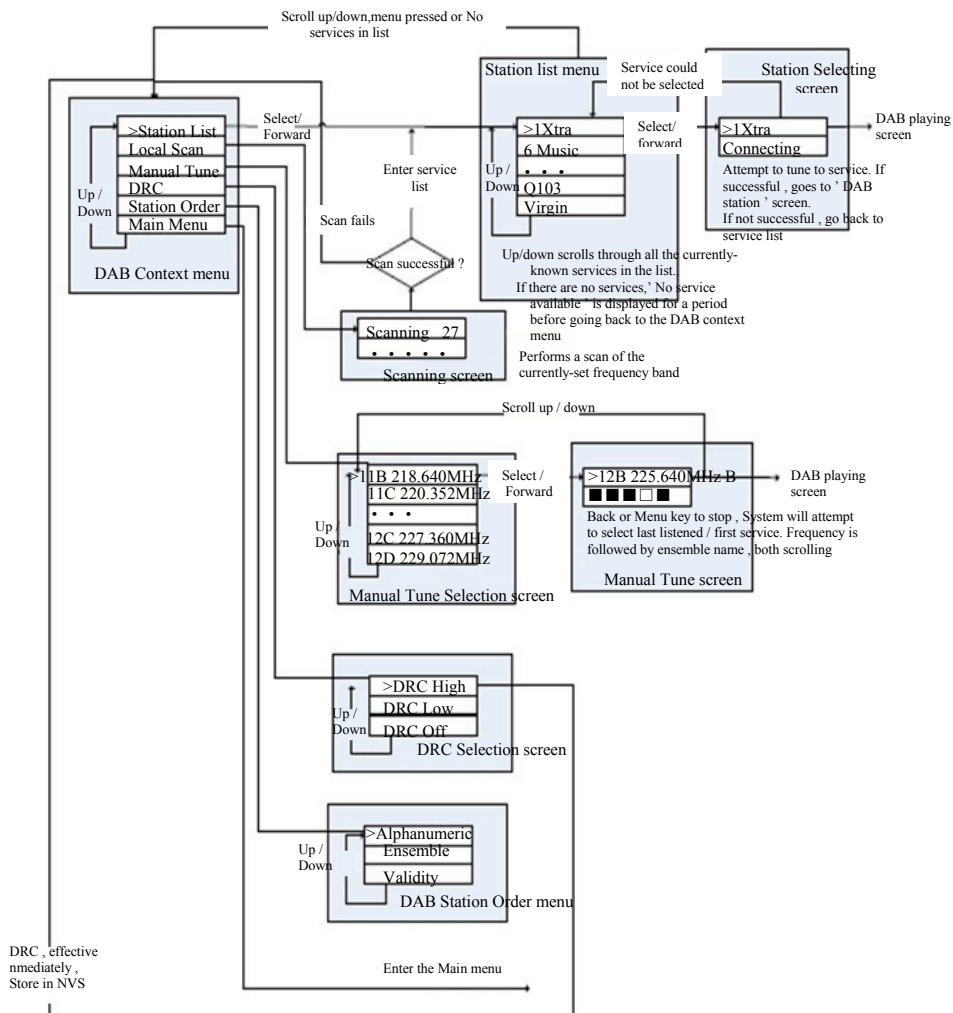 Scroll up/down,menu pressed or No
services in list
Station list menu
Service could
not be selected
Station Selecting
screen
>Station List
Local Scan
Manual Tune
DRC
Station Order
Main Menu
Up /
Down
DAB Context menu
Select/
Forward
Enter service
list
Scan fails
Scan successful ?
>1Xtra
6 Music
• • •
Q103
Virgin
Up /
Down
Select/
forward
>1Xtra
Connecting
DAB playing
screen
Attempt to tune to service. If
successful , goes to ’ DAB
station ’ screen.
If not successful , go back to
service list
Up/down scrolls through all the currently-
known services in the list..
If there are no services,’ No service
available ’ is displayed for a period
before going back to the DAB context
menu
Scanning 27
• • • • •
Scanning screen
Performs a scan of the
currently-set frequency band
Scroll up / down
>11B 218.640MHz
11C 220.352MHz
• • •
12C 227.360MHz
12D 229.072MHz
Up /
Down
Manual Tune Selection screen
Select /
Forward
>12B 225.640MHz B
■ ■ ■ □ ■
DAB playing
screen
Back or Menu key to stop , System will attempt
to select last listened / first service. Frequency is
followed by ensemble name , both scrolling
Manual Tune screen
>DRC High
DRC Low
DRC Off
Up /
Down
DRC Selection screen
>Alphanumeric
Ensemble
Validity
Up /
Down
DAB Station Order menu
DRC , effective
nmediately ,
Store in NVS
Enter the Main menu